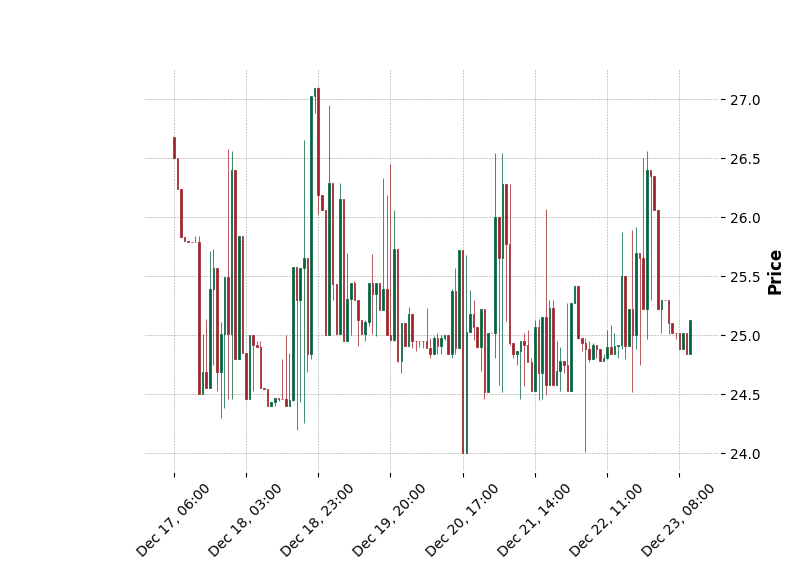 27.0
26.5
26.0
25.5
25.0
24.5
24.0
Price
Dec 17, 06:00
Dec 18, 03:00
Dec 18, 23:00
Dec 19, 20:00
Dec 20, 17:00
Dec 21, 14:00
Dec 22, 11:00
Dec 23, 08:00